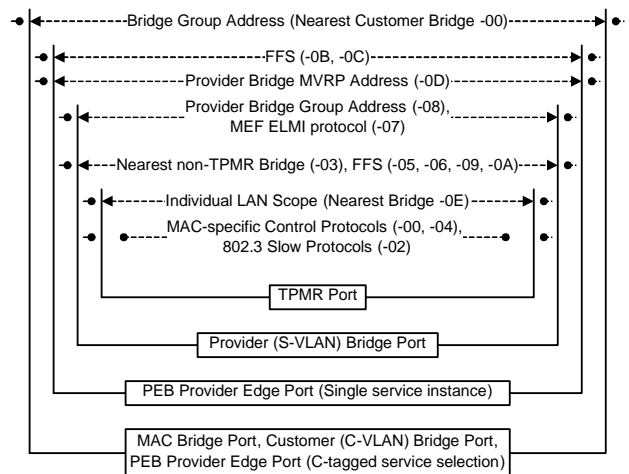 Bridge Group Address (Nearest Customer Bridge -00)
FFS (-0B, -0C)
Provider Bridge MVRP Address (-0D)
Provider Bridge Group Address (-08),
MEF ELMI protocol (-07)
Nearest non-TPMR Bridge (-03), FFS (-05, -06, -09, -0A)
Individual LAN Scope (Nearest Bridge -0E)
MAC-specific Control Protocols (-00, -04),
802.3 Slow Protocols (-02)
TPMR Port
Provider (S-VLAN) Bridge Port
PEB Provider Edge Port (Single service instance)
MAC Bridge Port, Customer (C-VLAN) Bridge Port,
PEB Provider Edge Port (C-tagged service selection)